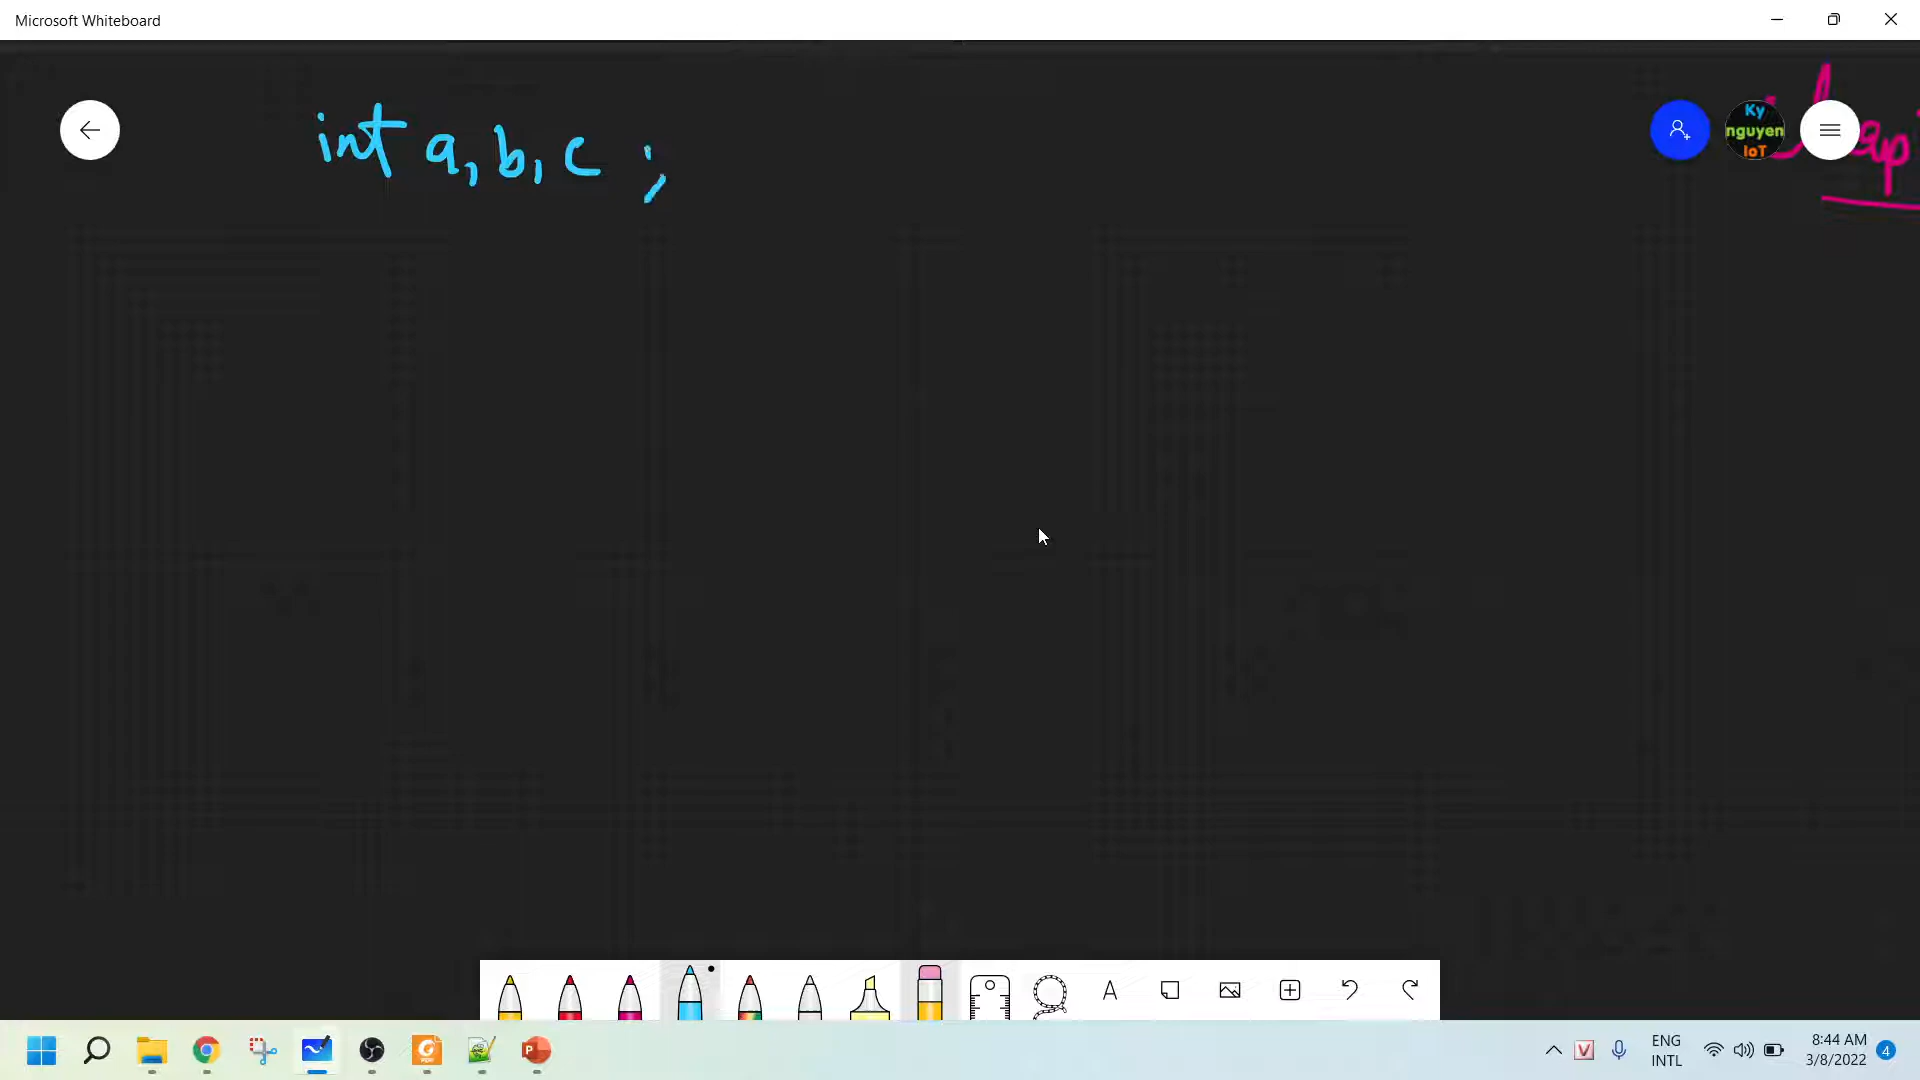 Microsoft Whiteboard
int a, b, c ;
Ky
nguyen
IoT
A
ENG
INTL
8:44 AM
3/8/2022
4